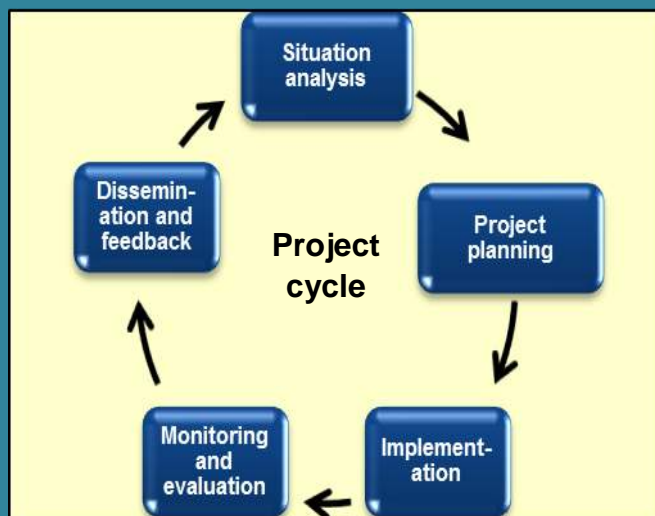 Situation
analysis
Project
planning
Implement-
ation
Monitoring
and
evaluation
Dissemin-
ation and
feedback
Project
cycle